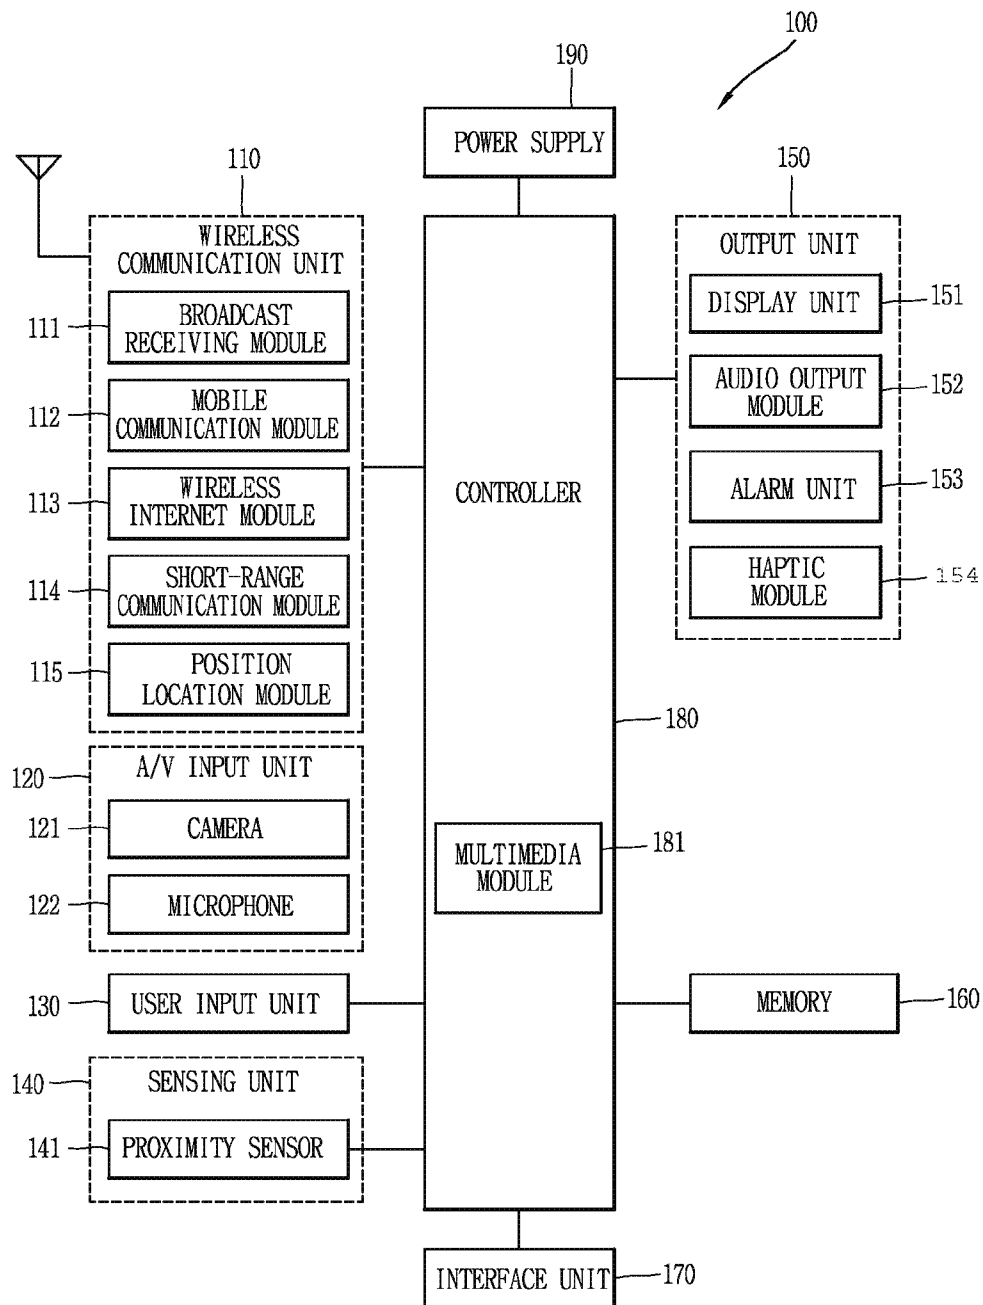 100
190
POWER SUPPLY
110
WIRELESS
COMMUNICATION UNIT
111
BROADCAST
RECEIVING MODULE
112
MOBILE
COMMUNICATION MODULE
113
WIRELESS
INTERNET MODULE
114
SHORT-RANGE
COMMUNICATION MODULE
115
POSITION
LOCATION MODULE
120
A/V INPUT UNIT
121
CAMERA
122
MICROPHONE
130
USER INPUT UNIT
140
SENSING UNIT
141
PROXIMITY SENSOR
CONTROLLER
180
MULTIMEDIA
MODULE
181
150
OUTPUT UNIT
DISPLAY UNIT
151
AUDIO OUTPUT
MODULE
152
ALARM UNIT
153
HAPTIC
MODULE
154
MEMORY
160
INTERFACE UNIT
170